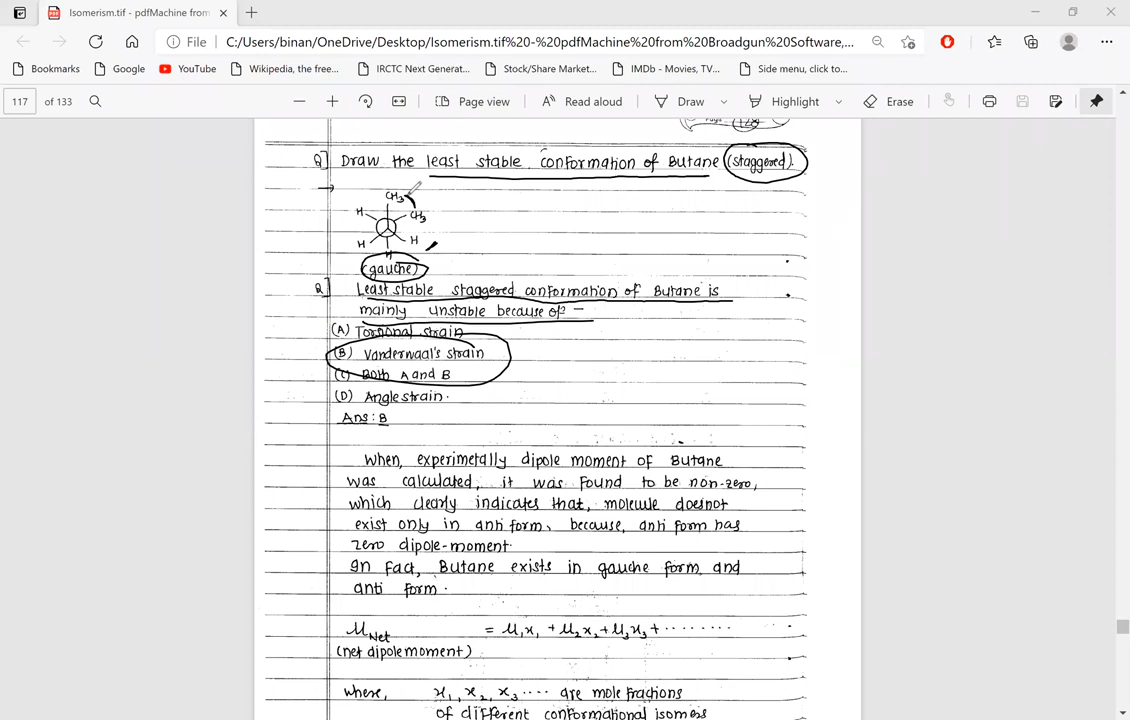 Isomerism.tif - pdfMachine from
File C:/Users/binan/OneDrive/Desktop/Isomerism.tif%20-%20pdfMachine%20from%20Broadgun%20Software,...
Bookmarks Google YouTube Wikipedia, the free... IRCTC Next Generat... Stock/Share Market... IMDb - Movies, TV... Side menu, click to...
117 of 133 Page view Read aloud Draw Highlight Erase
Page 128
Q] Draw the least stable conformation of Butane (staggered).
→
CH3
H CH3
H H
H
(gauche)
Q] Least stable staggered conformation of Butane is
mainly unstable because of :-
(A) Torsional strain
(B) Vanderwaal's strain
(C) Both A and B
(D) Angle strain.
Ans: B
When, experimetally dipole moment of Butane
was calculated, it was found to be non-zero,
which clearly indicates that, molecule doesnot
exist only in anti form, because, anti form has
zero dipole-moment.
In fact, Butane exists in gauche form and
anti form.
μNet = μ1x1 + μ2x2 + μ3x3 + ........
(net dipole moment)
where, x1, x2, x3 .... are mole fractions
of different conformational isomers